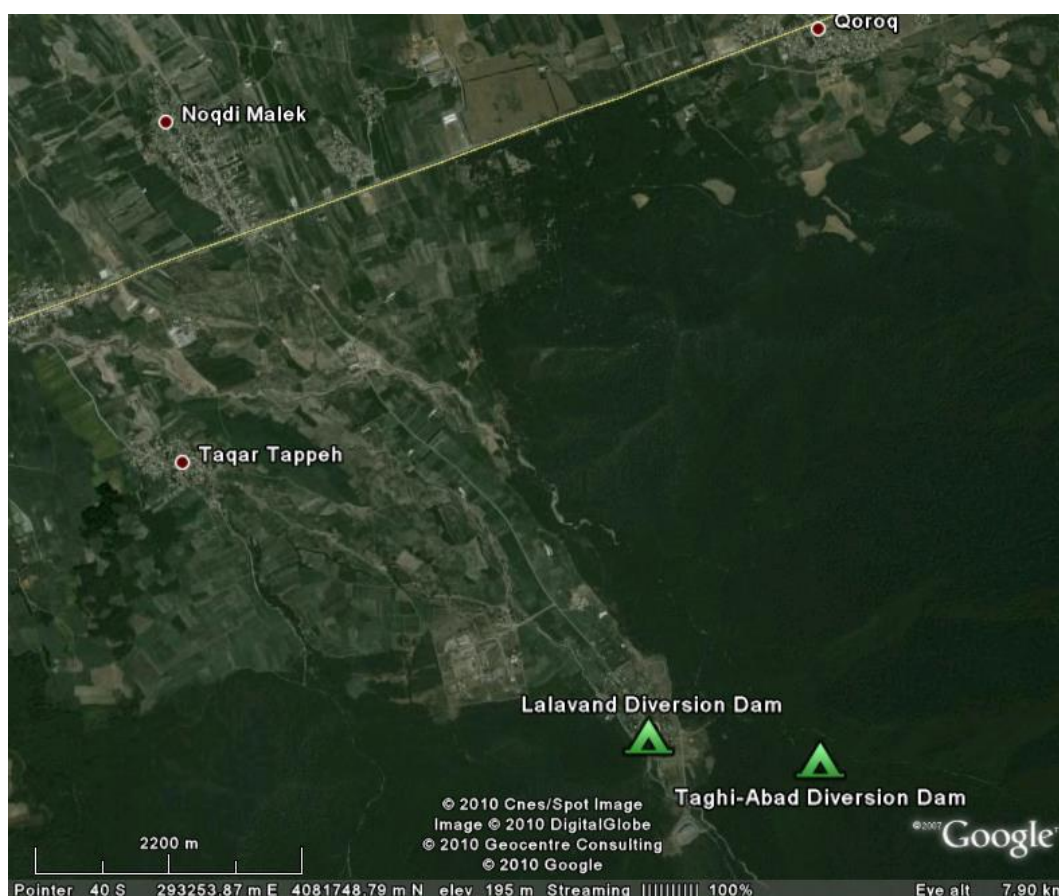 Qoroq
Noqdi Malek
Taqar Tappeh
Lalavand Diversion Dam
Taghi-Abad Diversion Dam
© 2010 Cnes/Spot Image
Image © 2010 DigitalGlobe
© 2010 Geocentre Consulting
© 2010 Google
©2007 Google
2200 m
Pointer 40 S 293253.87 m E 4081748.79 m N elev 195 m Streaming |||||||||| 100% Eye alt 7.90 km